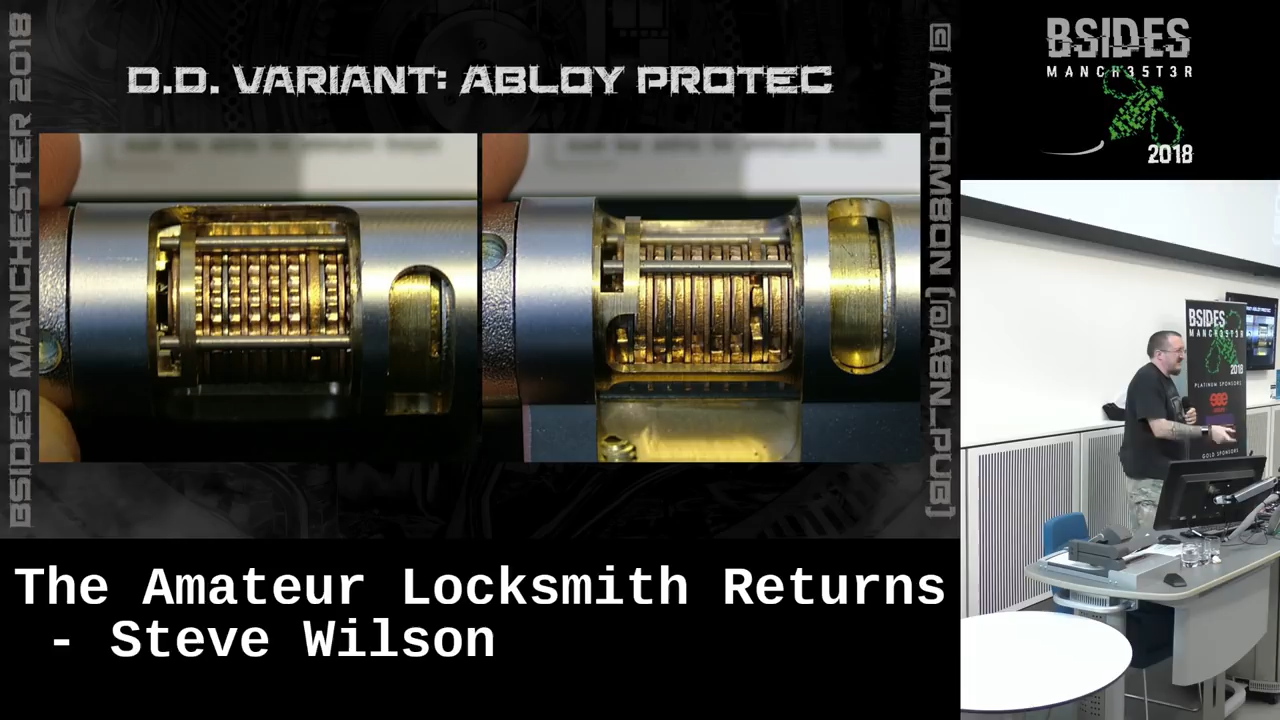 BSIDES MANCHESTER 2018
D.D. VARIANT: ABLOY PROTEC
© AUTOM80N (@A8N_PUB)
The Amateur Locksmith Returns
- Steve Wilson
BSIDES
MANCH35T3R
2018
BSIDES
MANCH35T3R
2018
PLATINUM SPONSORS
GOLD SPONSORS